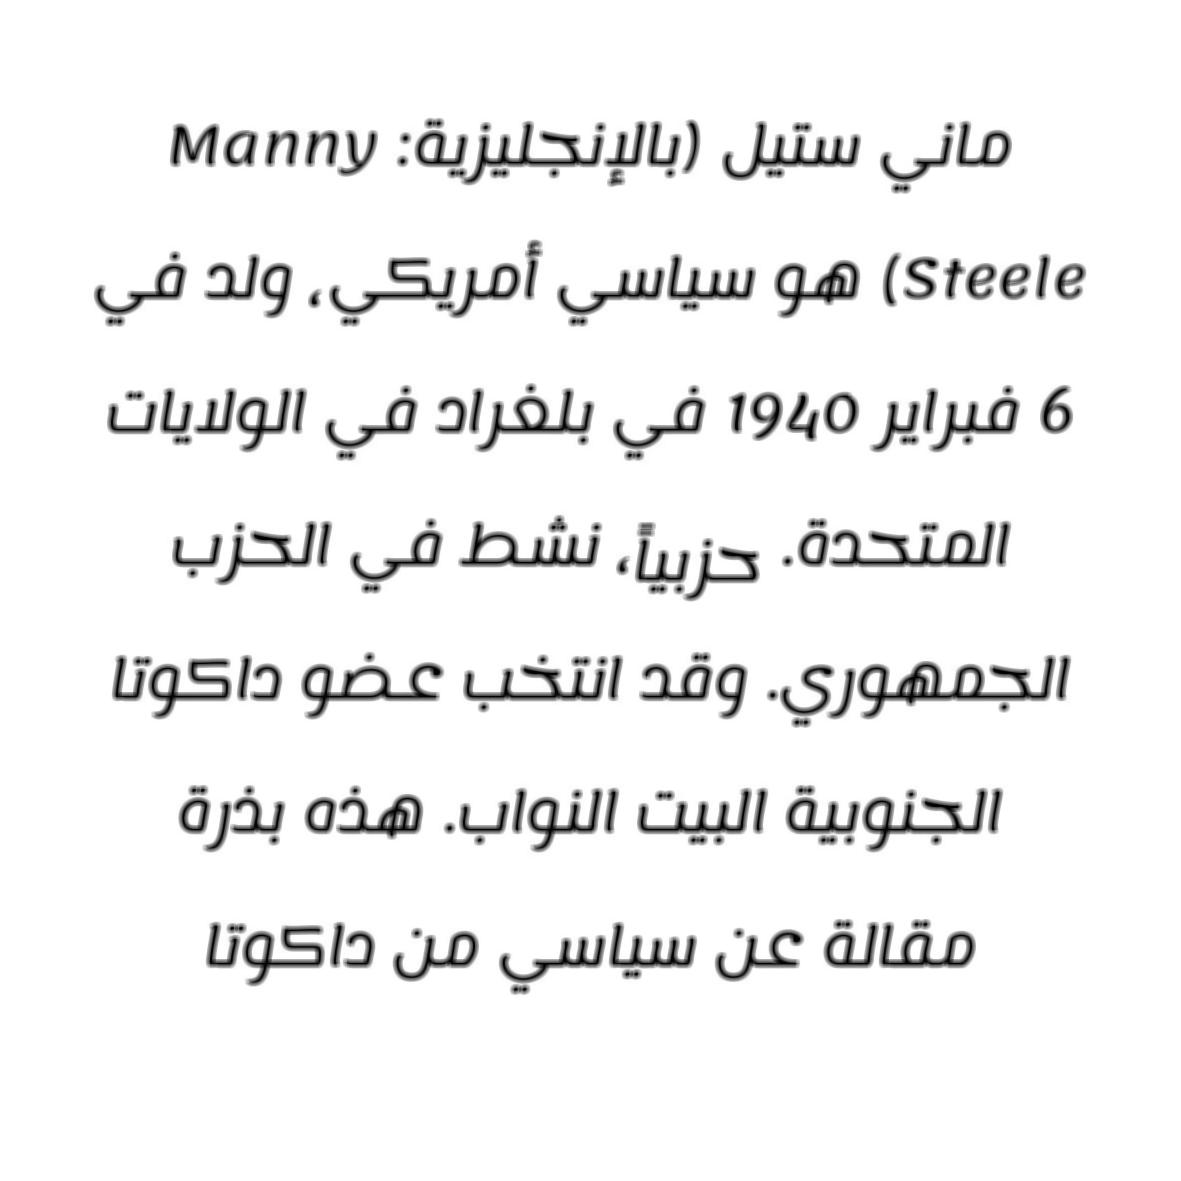 ماني ستيل (بالإنجليزية: Manny
Steele) هو سياسي أمريكي، ولد في
6 فبراير 1940 في بلغراد في الولايات
المتحدة. حزبياً، نشط في الحزب
الجمهوري. وقد انتخب عضو داكوتا
الجنوبية البيت النواب. هذه بذرة
مقالة عن سياسي من داكوتا